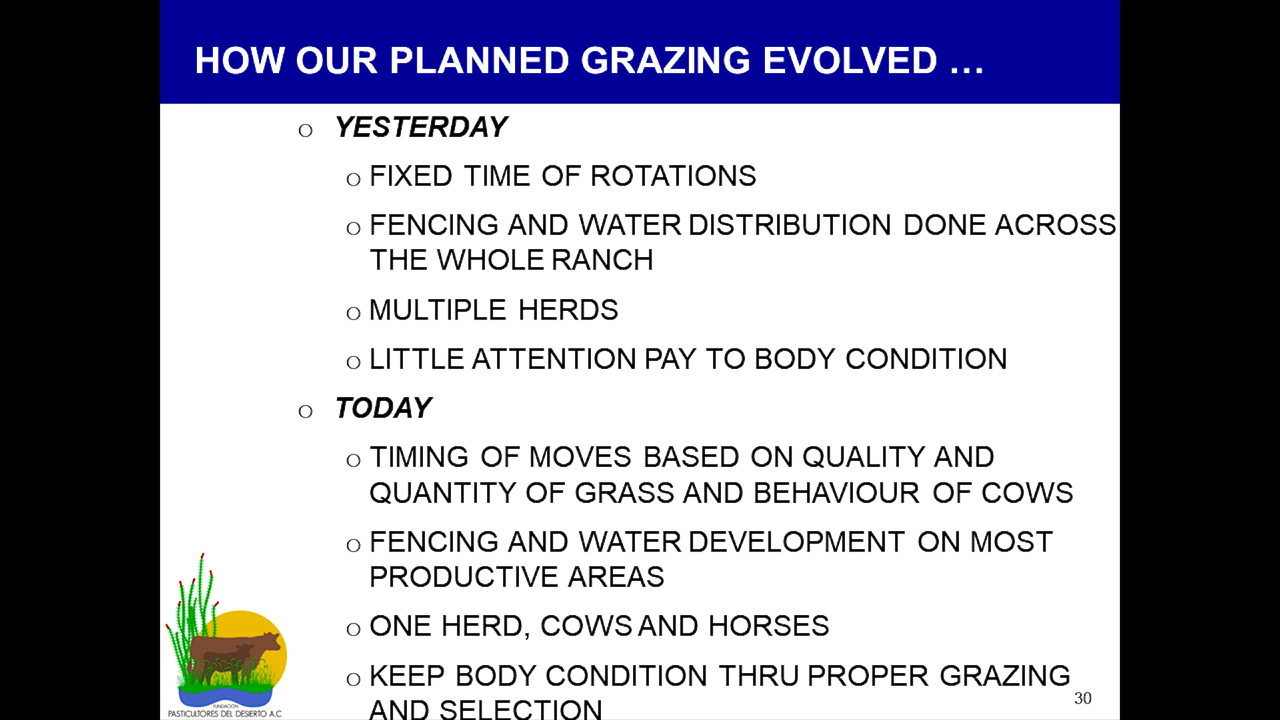 HOW OUR PLANNED GRAZING EVOLVED …
YESTERDAY
FIXED TIME OF ROTATIONS
FENCING AND WATER DISTRIBUTION DONE ACROSS
THE WHOLE RANCH
MULTIPLE HERDS
LITTLE ATTENTION PAY TO BODY CONDITION
TODAY
TIMING OF MOVES BASED ON QUALITY AND
QUANTITY OF GRASS AND BEHAVIOUR OF COWS
FENCING AND WATER DEVELOPMENT ON MOST
PRODUCTIVE AREAS
ONE HERD, COWS AND HORSES
KEEP BODY CONDITION THRU PROPER GRAZING
AND SELECTION
30
FUNDACIÓN
PASTICULTORES DEL DESIERTO A.C